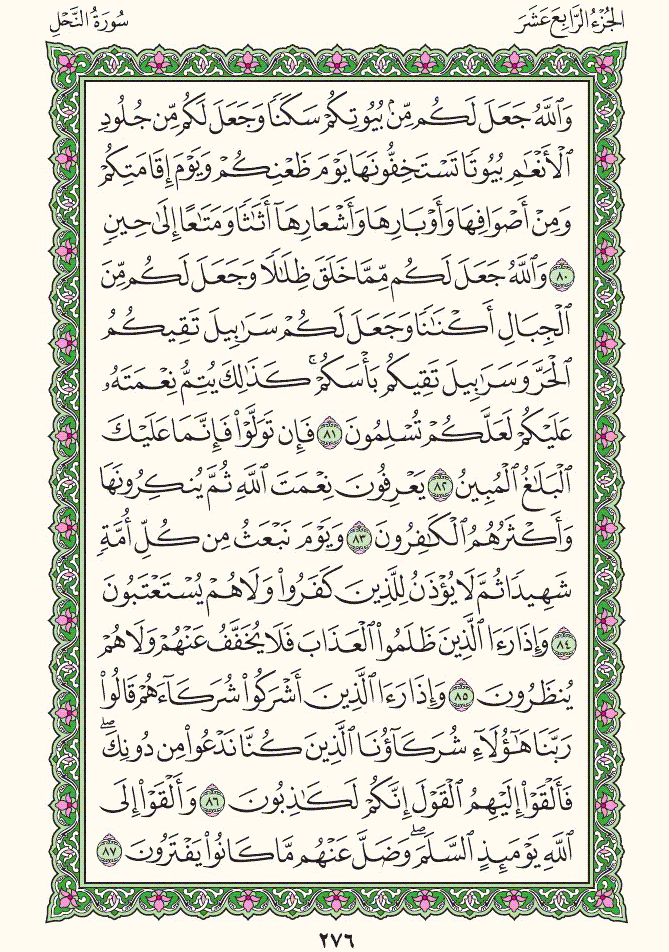 الجُزْءُ الرَّابِعَ عَشَرَ
سُورَةُ النَّحْلِ
وَٱللَّهُ جَعَلَ لَكُم مِّنۢ بُيُوتِكُمْ سَكَنًا وَجَعَلَ لَكُم مِّن جُلُودِ
ٱلْأَنْعَٰمِ بُيُوتًا تَسْتَخِفُّونَهَا يَوْمَ ظَعْنِكُمْ وَيَوْمَ إِقَامَتِكُمْ
وَمِنْ أَصْوَافِهَا وَأَوْبَارِهَا وَأَشْعَارِهَآ أَثَٰثًا وَمَتَٰعًا إِلَىٰ حِينٍ
٨٠ وَٱللَّهُ جَعَلَ لَكُم مِّمَّا خَلَقَ ظِلَٰلًا وَجَعَلَ لَكُم مِّنَ
ٱلْجِبَالِ أَكْنَٰنًا وَجَعَلَ لَكُمْ سَرَٰبِيلَ تَقِيكُمُ
ٱلْحَرَّ وَسَرَٰبِيلَ تَقِيكُم بَأْسَكُمْ ۚ كَذَٰلِكَ يُتِمُّ نِعْمَتَهُۥ
عَلَيْكُمْ لَعَلَّكُمْ تُسْلِمُونَ ٨١ فَإِن تَوَلَّوْا۟ فَإِنَّمَا عَلَيْكَ
ٱلْبَلَٰغُ ٱلْمُبِينُ ٨٢ يَعْرِفُونَ نِعْمَتَ ٱللَّهِ ثُمَّ يُنكِرُونَهَا
وَأَكْثَرُهُمُ ٱلْكَٰفِرُونَ ٨٣ وَيَوْمَ نَبْعَثُ مِن كُلِّ أُمَّةٍ
شَهِيدًا ثُمَّ لَا يُؤْذَنُ لِلَّذِينَ كَفَرُوا۟ وَلَا هُمْ يُسْتَعْتَبُونَ
٨٤ وَإِذَا رَءَا ٱلَّذِينَ ظَلَمُوا۟ ٱلْعَذَابَ فَلَا يُخَفَّفُ عَنْهُمْ وَلَا هُمْ
يُنظَرُونَ ٨٥ وَإِذَا رَءَا ٱلَّذِينَ أَشْرَكُوا۟ شُرَكَآءَهُمْ قَالُوا۟
رَبَّنَا هَٰٓؤُلَآءِ شُرَكَآؤُنَا ٱلَّذِينَ كُنَّا نَدْعُوا۟ مِن دُونِكَ ۖ
فَأَلْقَوْا۟ إِلَيْهِمُ ٱلْقَوْلَ إِنَّكُمْ لَكَٰذِبُونَ ٨٦ وَأَلْقَوْا۟ إِلَى
ٱللَّهِ يَوْمَئِذٍ ٱلسَّلَمَ ۖ وَضَلَّ عَنْهُم مَّا كَانُوا۟ يَفْتَرُونَ ٨٧
٢٧٦